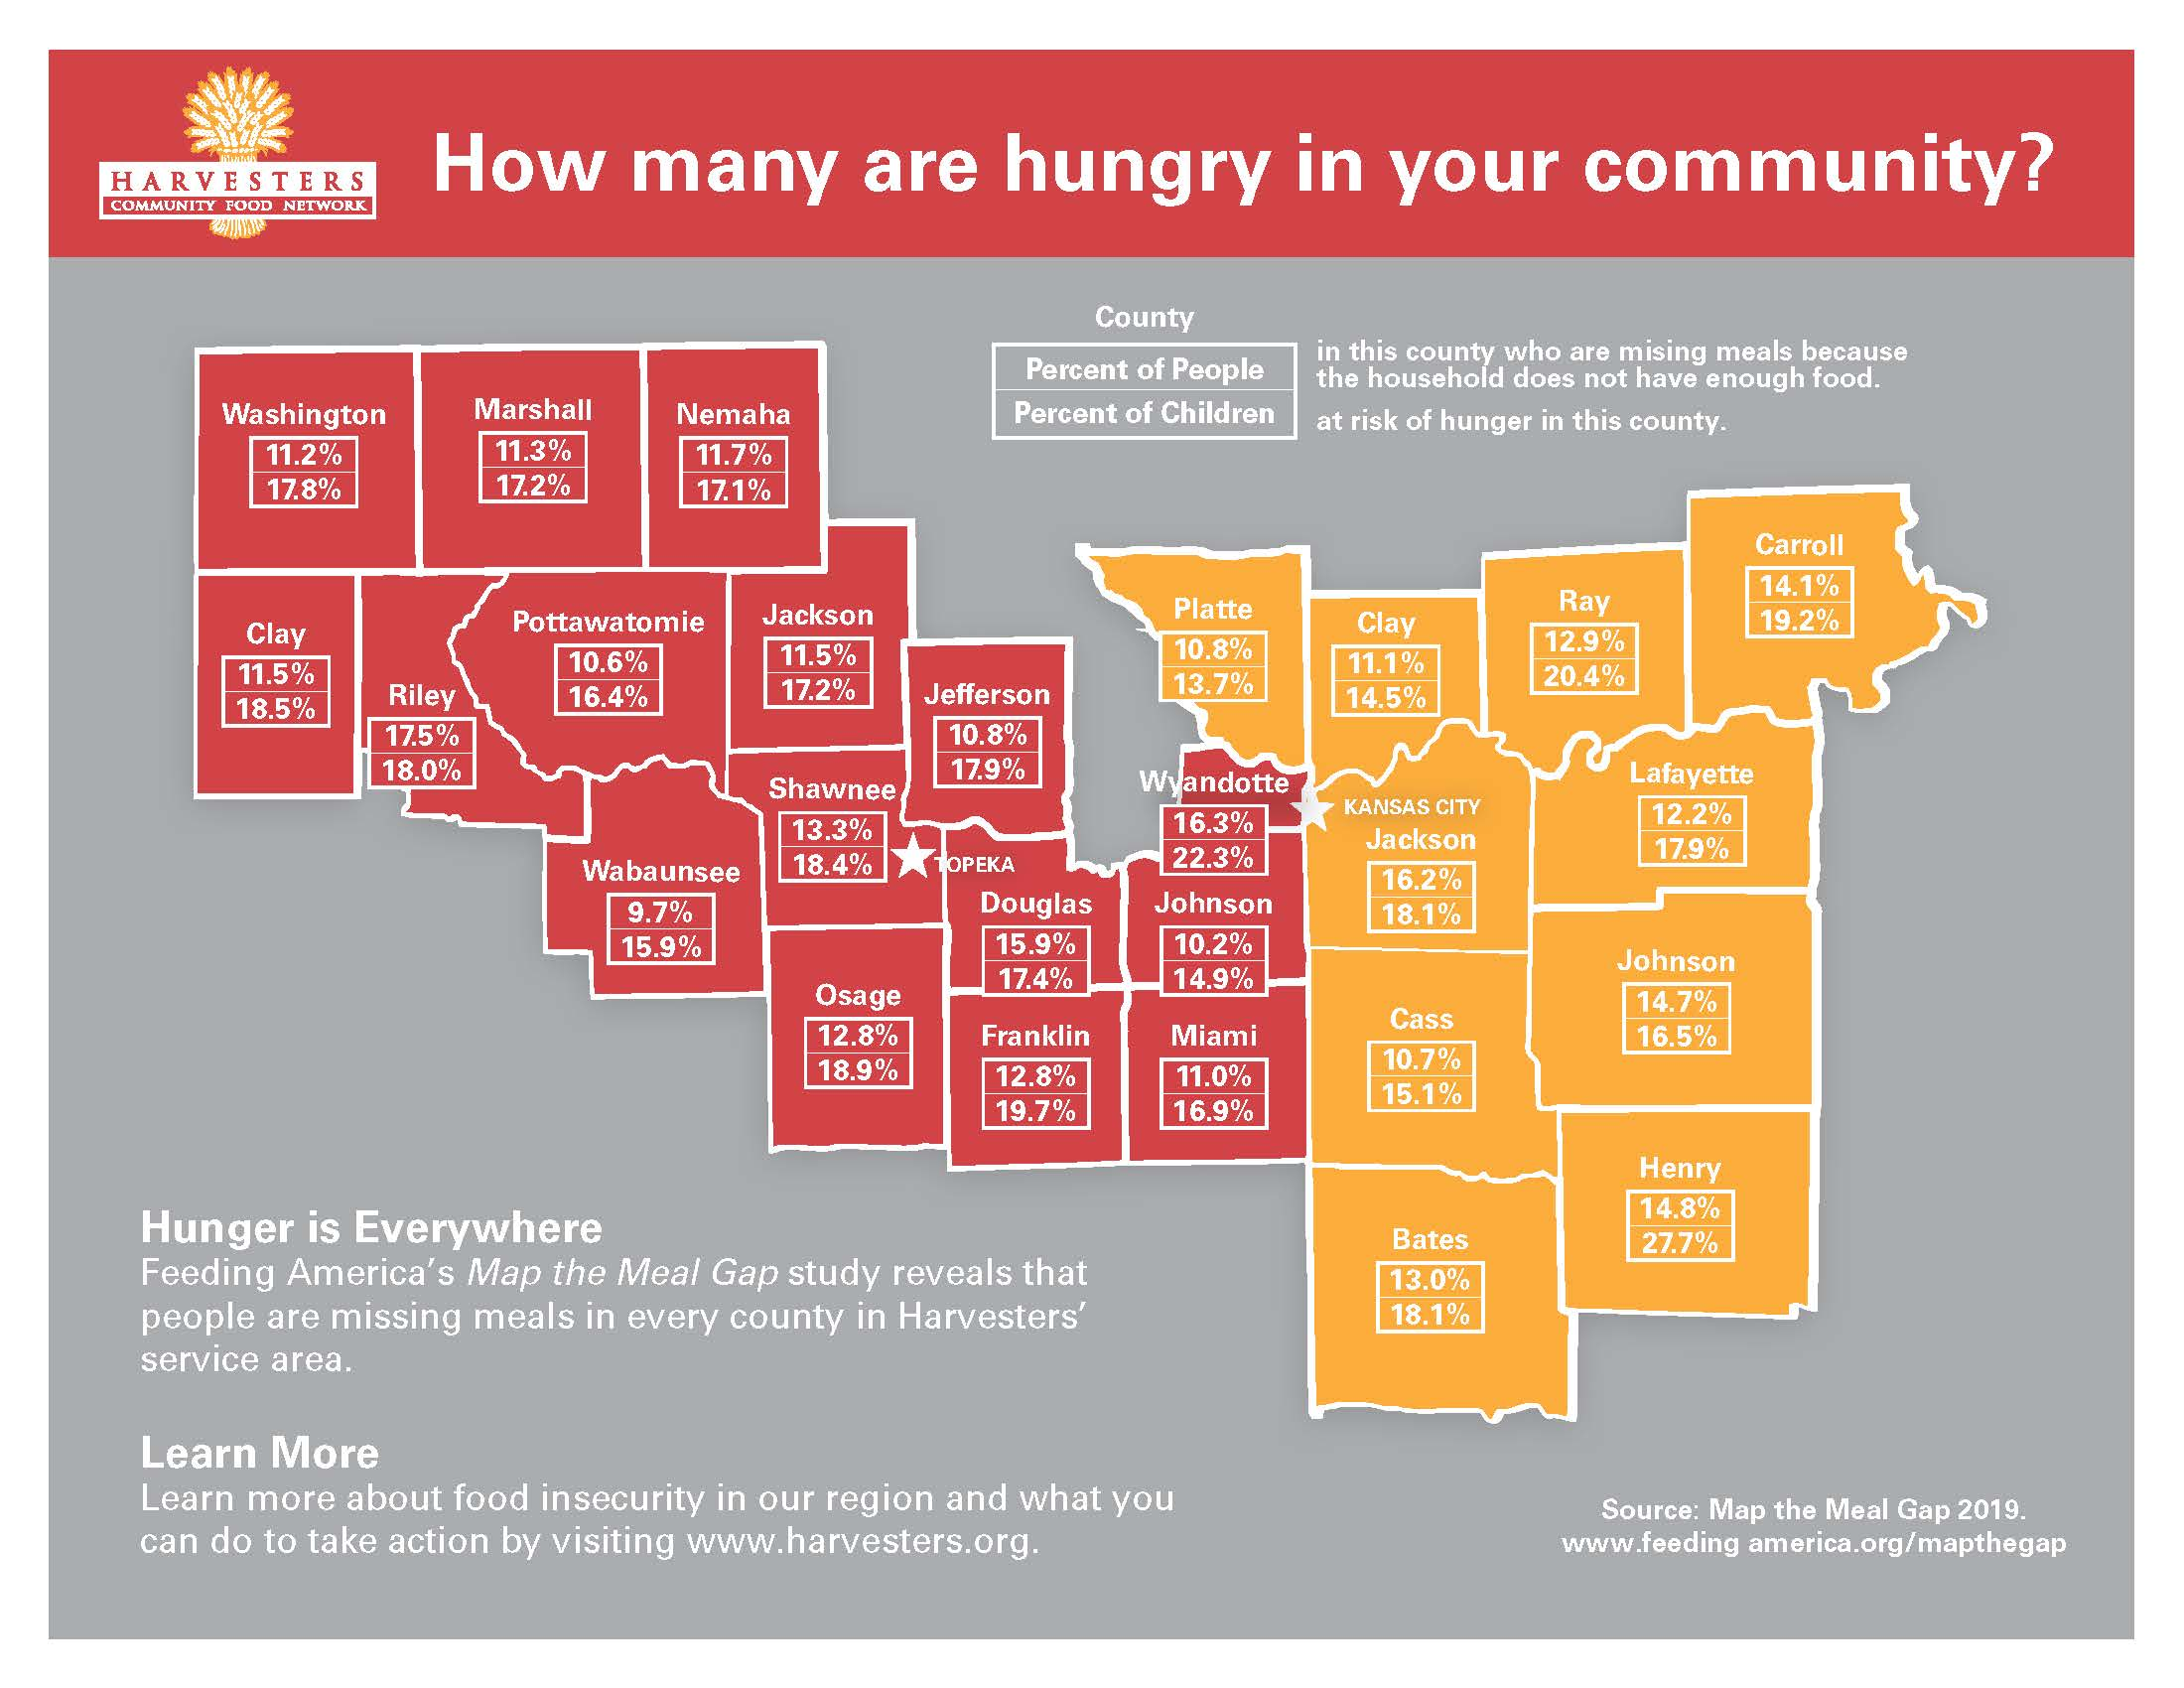 HARVESTERS
COMMUNITY FOOD NETWORK
How many are hungry in your community?
County
Percent of People
in this county who are mising meals because
the household does not have enough food.
Percent of Children
at risk of hunger in this county.
Washington
11.2%
17.8%
Marshall
11.3%
17.2%
Nemaha
11.7%
17.1%
Clay
11.5%
18.5%
Riley
17.5%
18.0%
Pottawatomie
10.6%
16.4%
Jackson
11.5%
17.2%
Jefferson
10.8%
17.9%
Shawnee
13.3%
18.4%
TOPEKA
Wabaunsee
9.7%
15.9%
Osage
12.8%
18.9%
Douglas
15.9%
17.4%
Franklin
12.8%
19.7%
Wyandotte
16.3%
22.3%
Johnson
10.2%
14.9%
Miami
11.0%
16.9%
Platte
10.8%
13.7%
Clay
11.1%
14.5%
Ray
12.9%
20.4%
Carroll
14.1%
19.2%
KANSAS CITY
Jackson
16.2%
18.1%
Lafayette
12.2%
17.9%
Cass
10.7%
15.1%
Johnson
14.7%
16.5%
Bates
13.0%
18.1%
Henry
14.8%
27.7%
Hunger is Everywhere
Feeding America’s Map the Meal Gap study reveals that
people are missing meals in every county in Harvesters’
service area.
Learn More
Learn more about food insecurity in our region and what you
can do to take action by visiting www.harvesters.org.
Source: Map the Meal Gap 2019.
www.feeding america.org/mapthegap